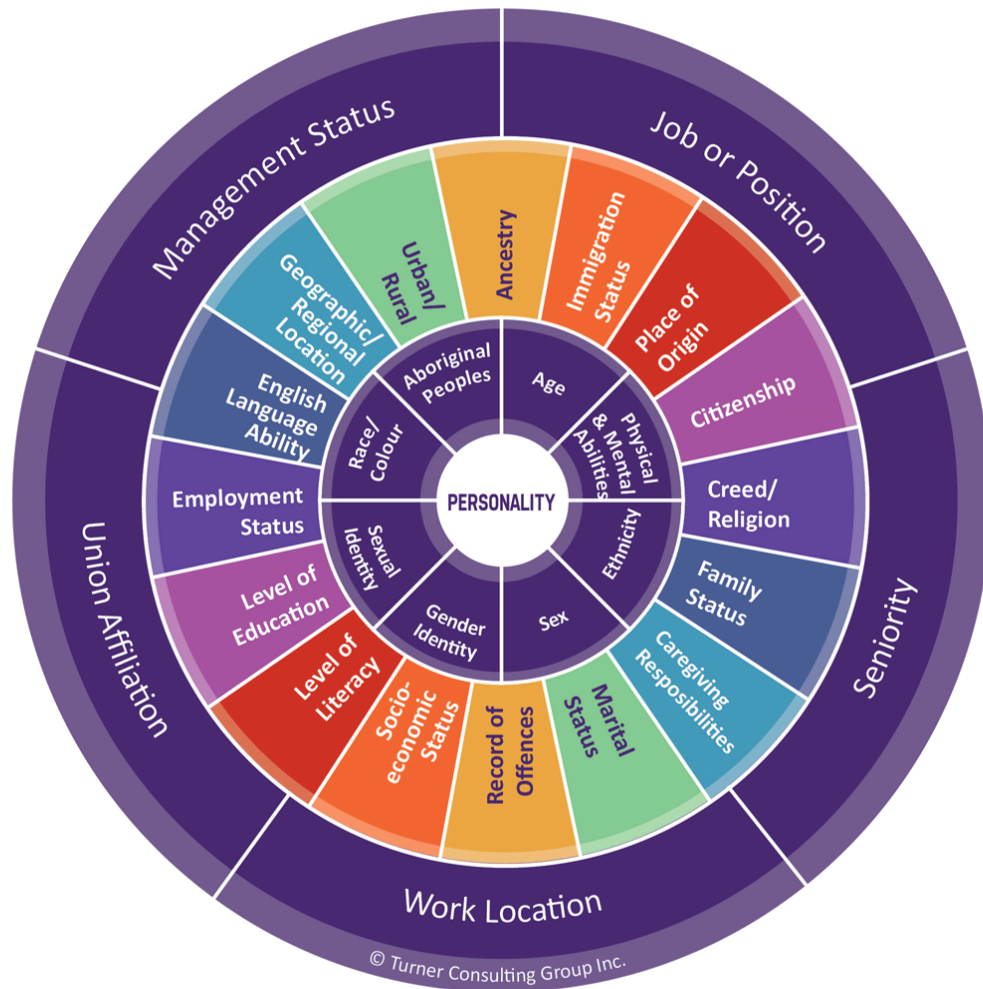 Management Status
Job or Position
Seniority
Work Location
Union Affiliation
Ancestry
Immigration
Status
Place of
Origin
Citizenship
Creed/
Religion
Family
Status
Caregiving
Resposibilities
Marital
Status
Record of
Offences
Socio-
economic
Status
Level of
Literacy
Level of
Education
Employment
Status
English
Language
Ability
Geographic/
Regional
Location
Urban/
Rural
Age
Physical
& Mental
Abilities
Ethnicity
Sex
Gender
Identity
Sexual
Identity
Race/
Colour
Aboriginal
Peoples
PERSONALITY
© Turner Consulting Group Inc.